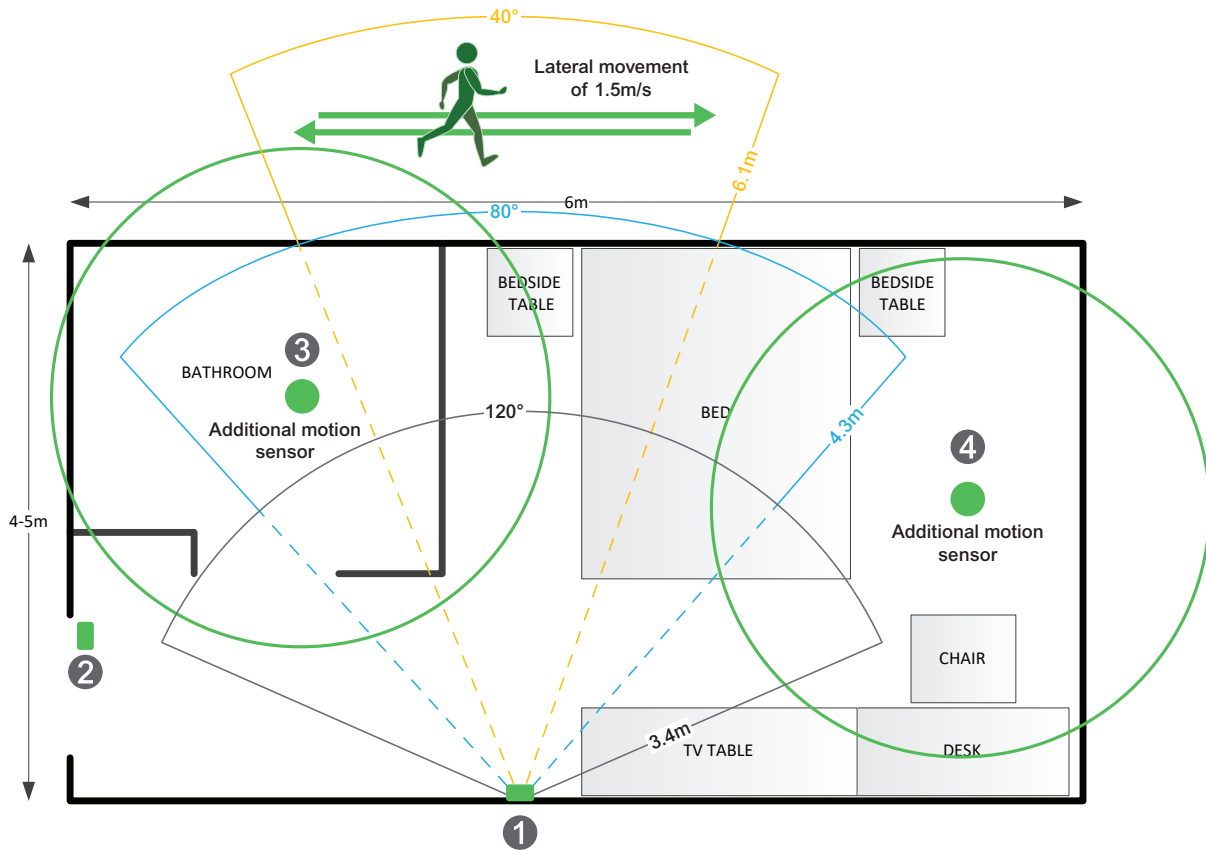 40°
Lateral movement
of 1.5m/s
6.1m
6m
80°
BEDSIDE
TABLE
BEDSIDE
TABLE
3
BATHROOM
Additional motion
sensor
120°
BED
4.3m
4
Additional motion
sensor
4-5m
2
CHAIR
3.4m
TV TABLE
DESK
1